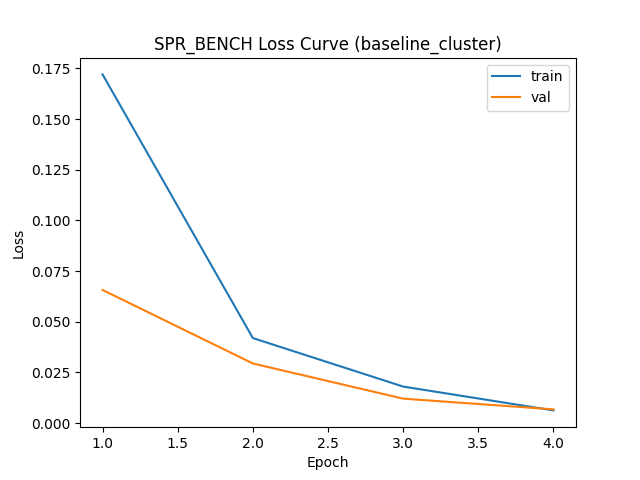 SPR_BENCH Loss Curve (baseline_cluster)
train
val
0.175
0.150
0.125
0.100
0.075
0.050
0.025
0.000
Loss
1.0 1.5 2.0 2.5 3.0 3.5 4.0
Epoch